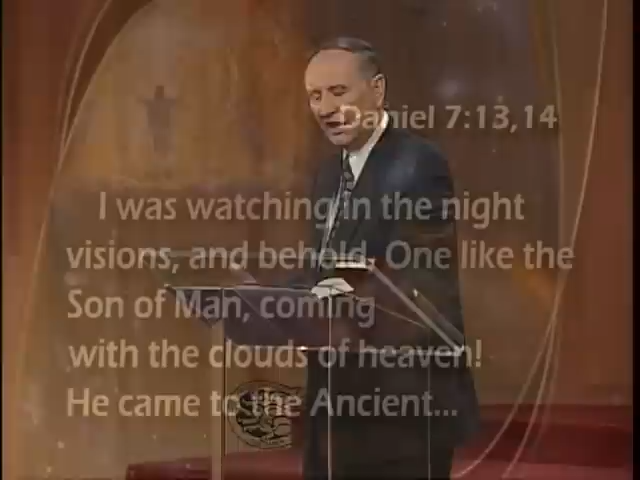 Daniel 7:13,14
I was watching in the night
visions, and behold, One like the
Son of Man, coming
with the clouds of heaven!
He came to the Ancient...